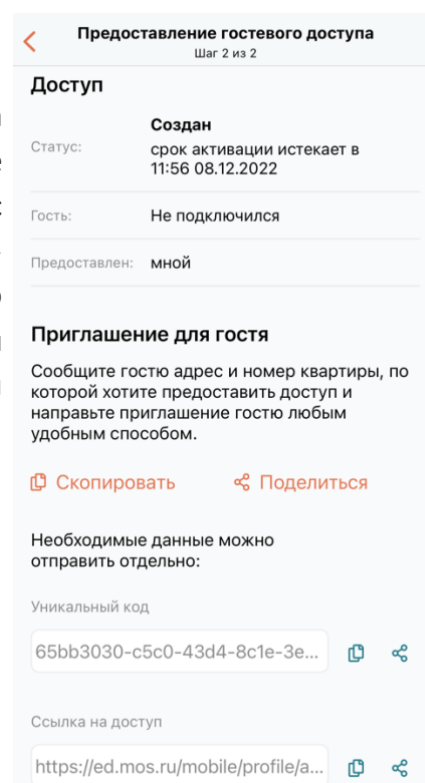 Предоставление гостевого доступа
Шаг 2 из 2
Доступ
Статус:
Создан
срок активации истекает в
11:56 08.12.2022
Гость:
Не подключился
Предоставлен:
мной
Приглашение для гостя
Сообщите гостю адрес и номер квартиры, по
которой хотите предоставить доступ и
направьте приглашение гостю любым
удобным способом.
Скопировать
Поделиться
Необходимые данные можно
отправить отдельно:
Уникальный код
65bb3030-c5c0-43d4-8c1e-3e...
Ссылка на доступ
https://ed.mos.ru/mobile/profile/a...